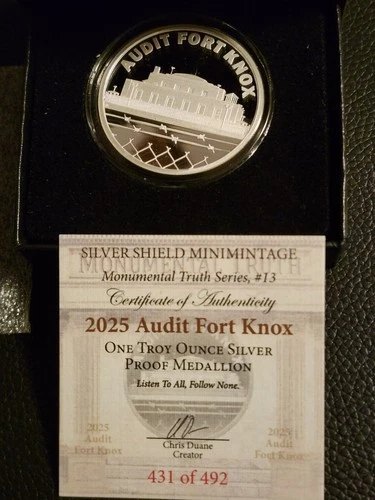 AUDIT FORT KNOX
SILVER SHIELD MINIMINTAGE
MONUMENTAL TRUTH
Monumental Truth Series, #13
Certificate of Authenticity
2025 Audit Fort Knox
ONE TROY OUNCE SILVER
PROOF MEDALLION
Listen To All, Follow None.
Chris Duane
Creator
2025
Audit
Fort Knox
2025
Audit
Fort Knox
431 of 492